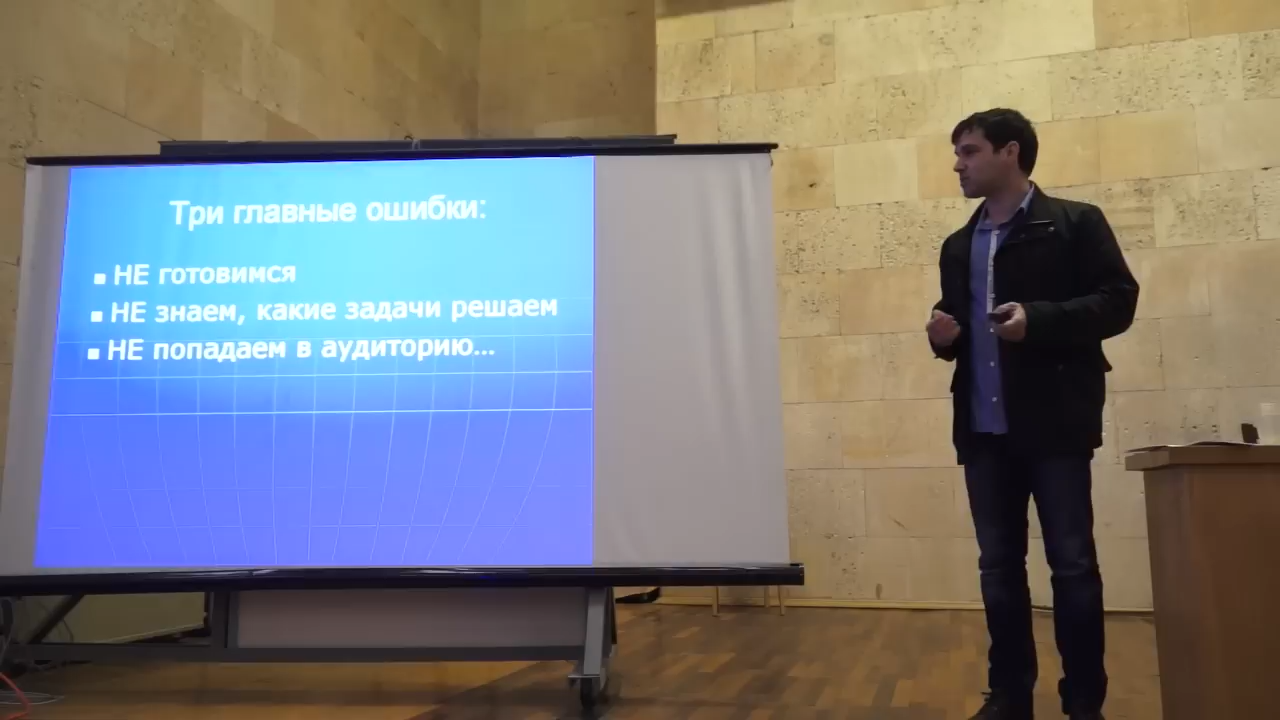 Три главные ошибки:
НЕ готовимся
НЕ знаем, какие задачи решаем
НЕ попадаем в аудиторию...